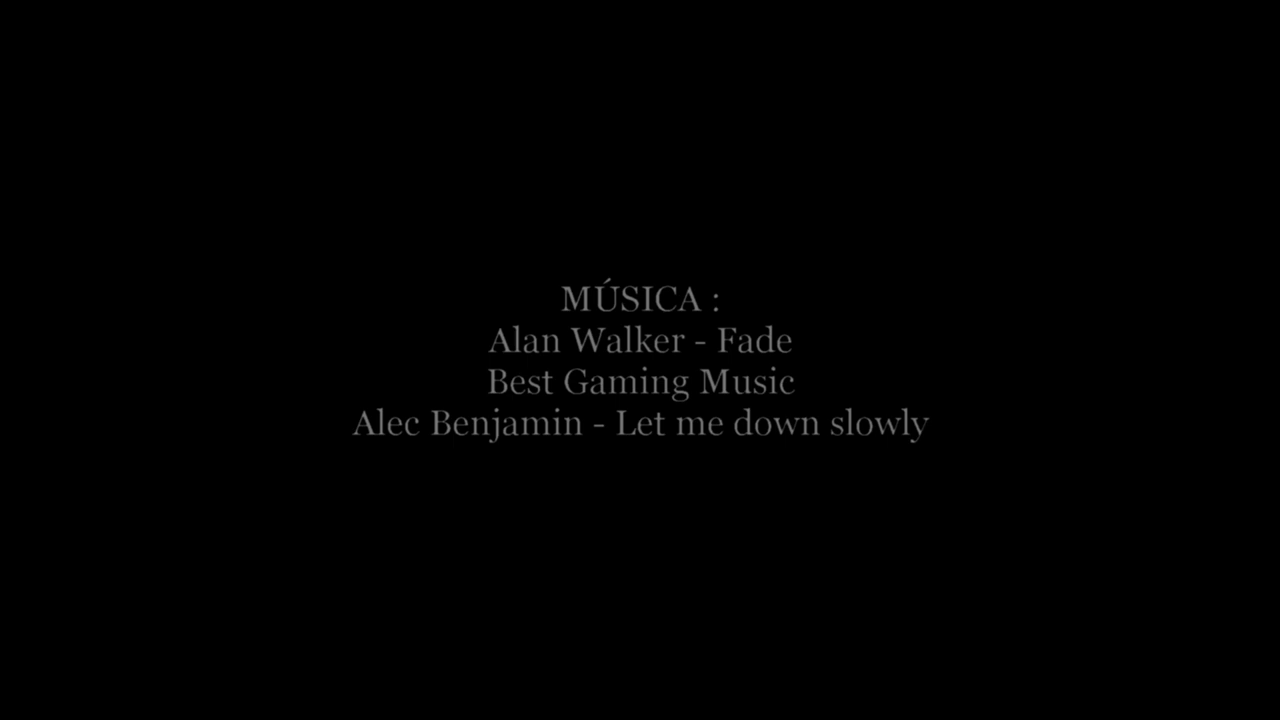 MÚSICA :
Alan Walker - Fade
Best Gaming Music
Alec Benjamin - Let me down slowly